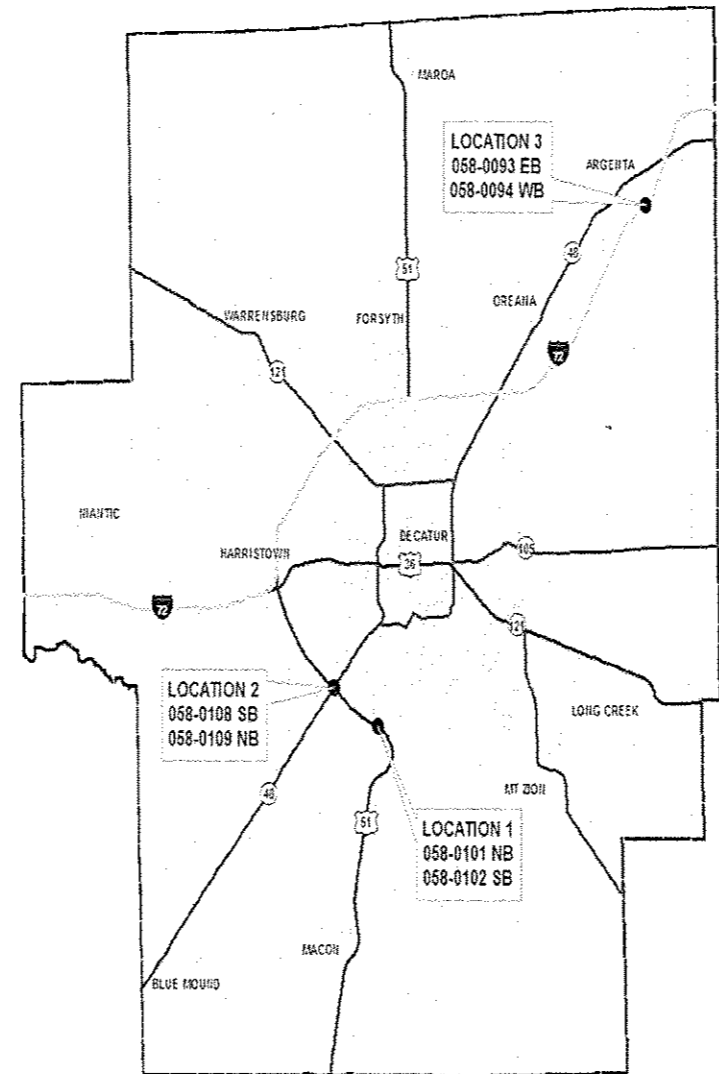 MAROA
LOCATION 3
058-0093 EB
058-0094 WB
ARGENTA
48
51
OREANA
WARRENSBURG
FORSYTH
72
121
NIANTIC
DECATUR
HARRISTOWN
36
105
72
121
LOCATION 2
058-0108 SB
058-0109 NB
LONG CREEK
48
MT ZION
51
LOCATION 1
058-0101 NB
058-0102 SB
MACON
BLUE MOUND